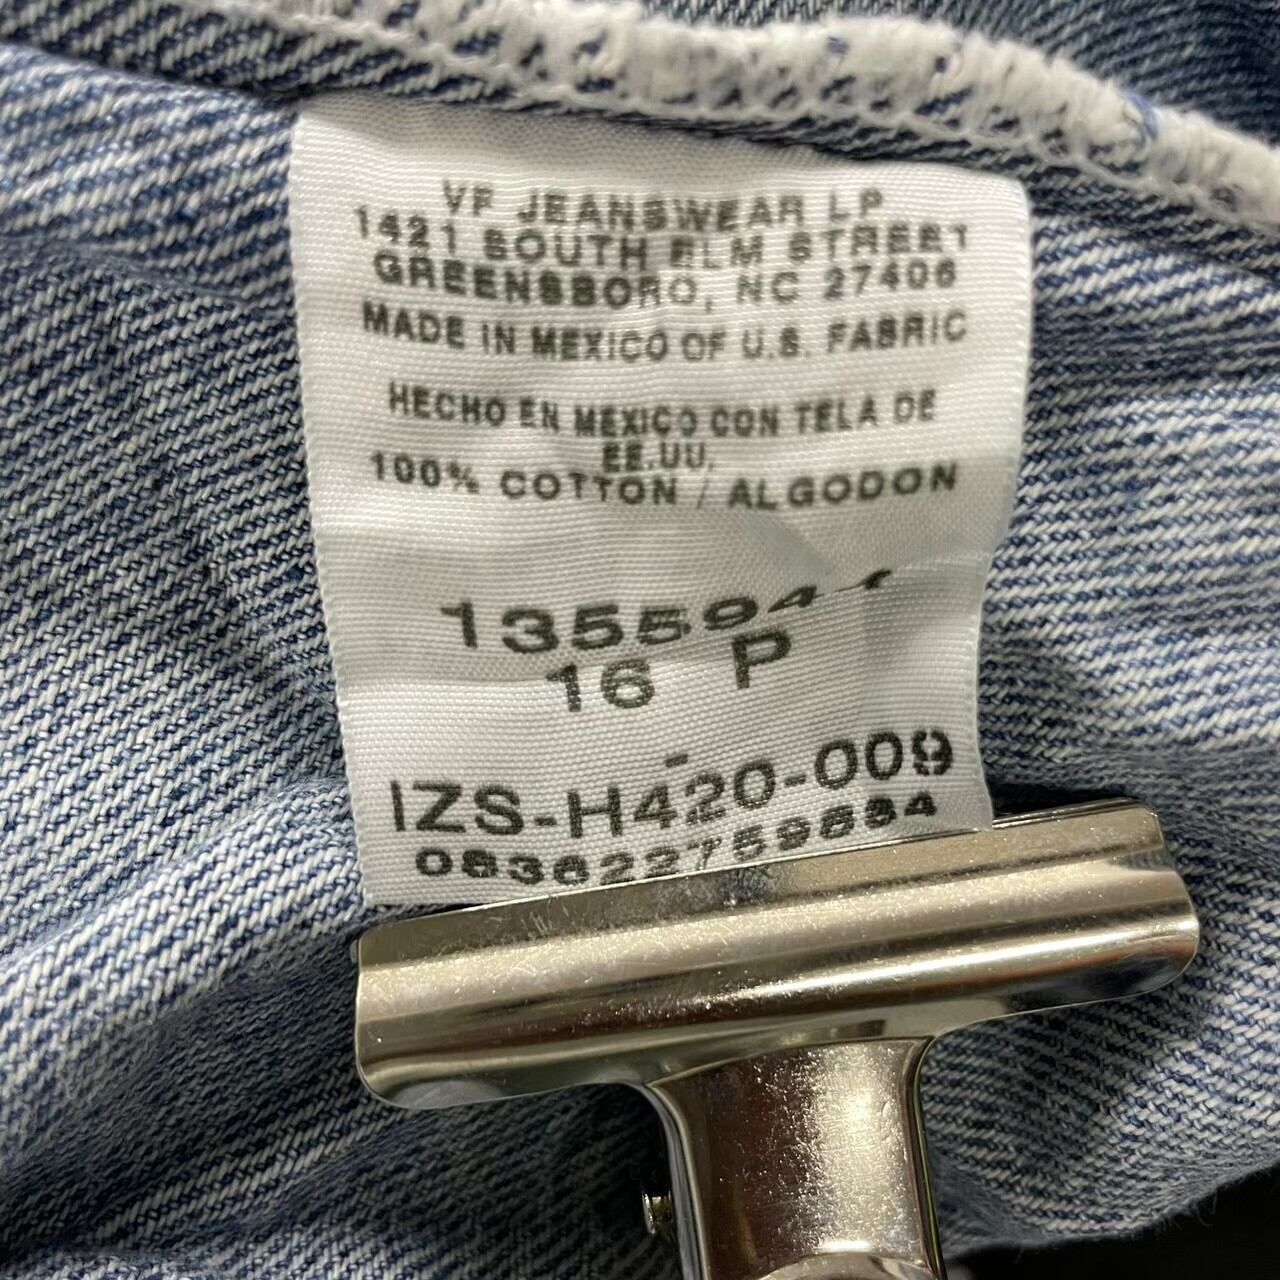 VF JEANSWEAR LP
1421 SOUTH ELM STREET
GREENSBORO, NC 27406
MADE IN MEXICO OF U.S. FABRIC
HECHO EN MEXICO CON TELA DE
EE.UU.
100% COTTON / ALGODON
16 P
-
IZS-H420-009